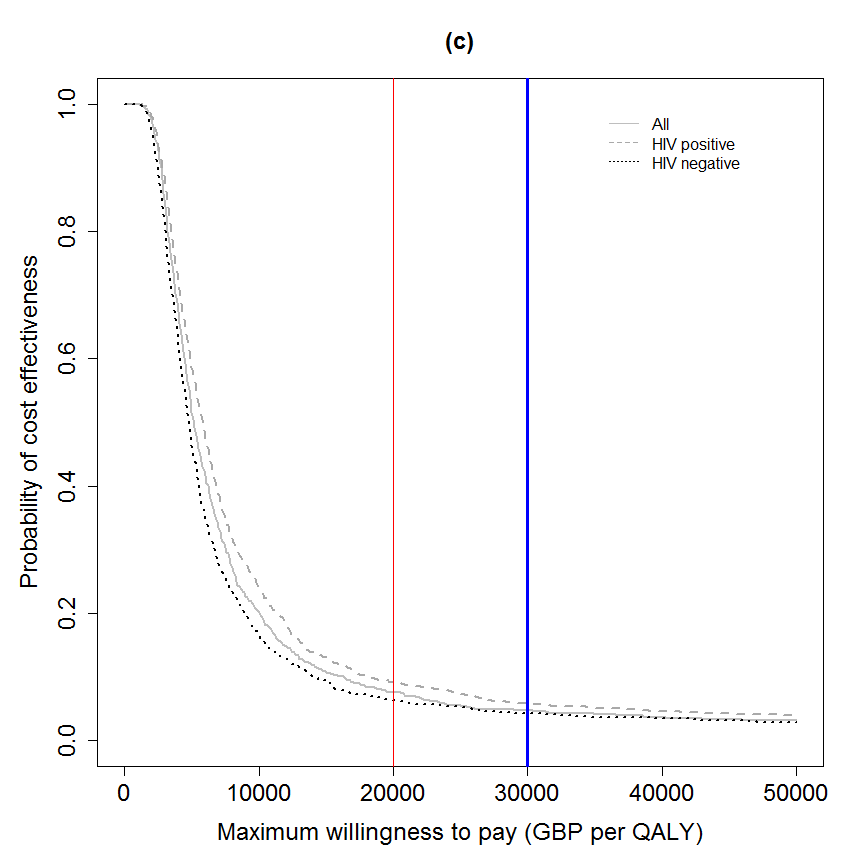 (c)
All
HIV positive
HIV negative
Probability of cost effectiveness
1.0
0.8
0.6
0.4
0.2
0.0
0
10000
20000
30000
40000
50000
Maximum willingness to pay (GBP per QALY)